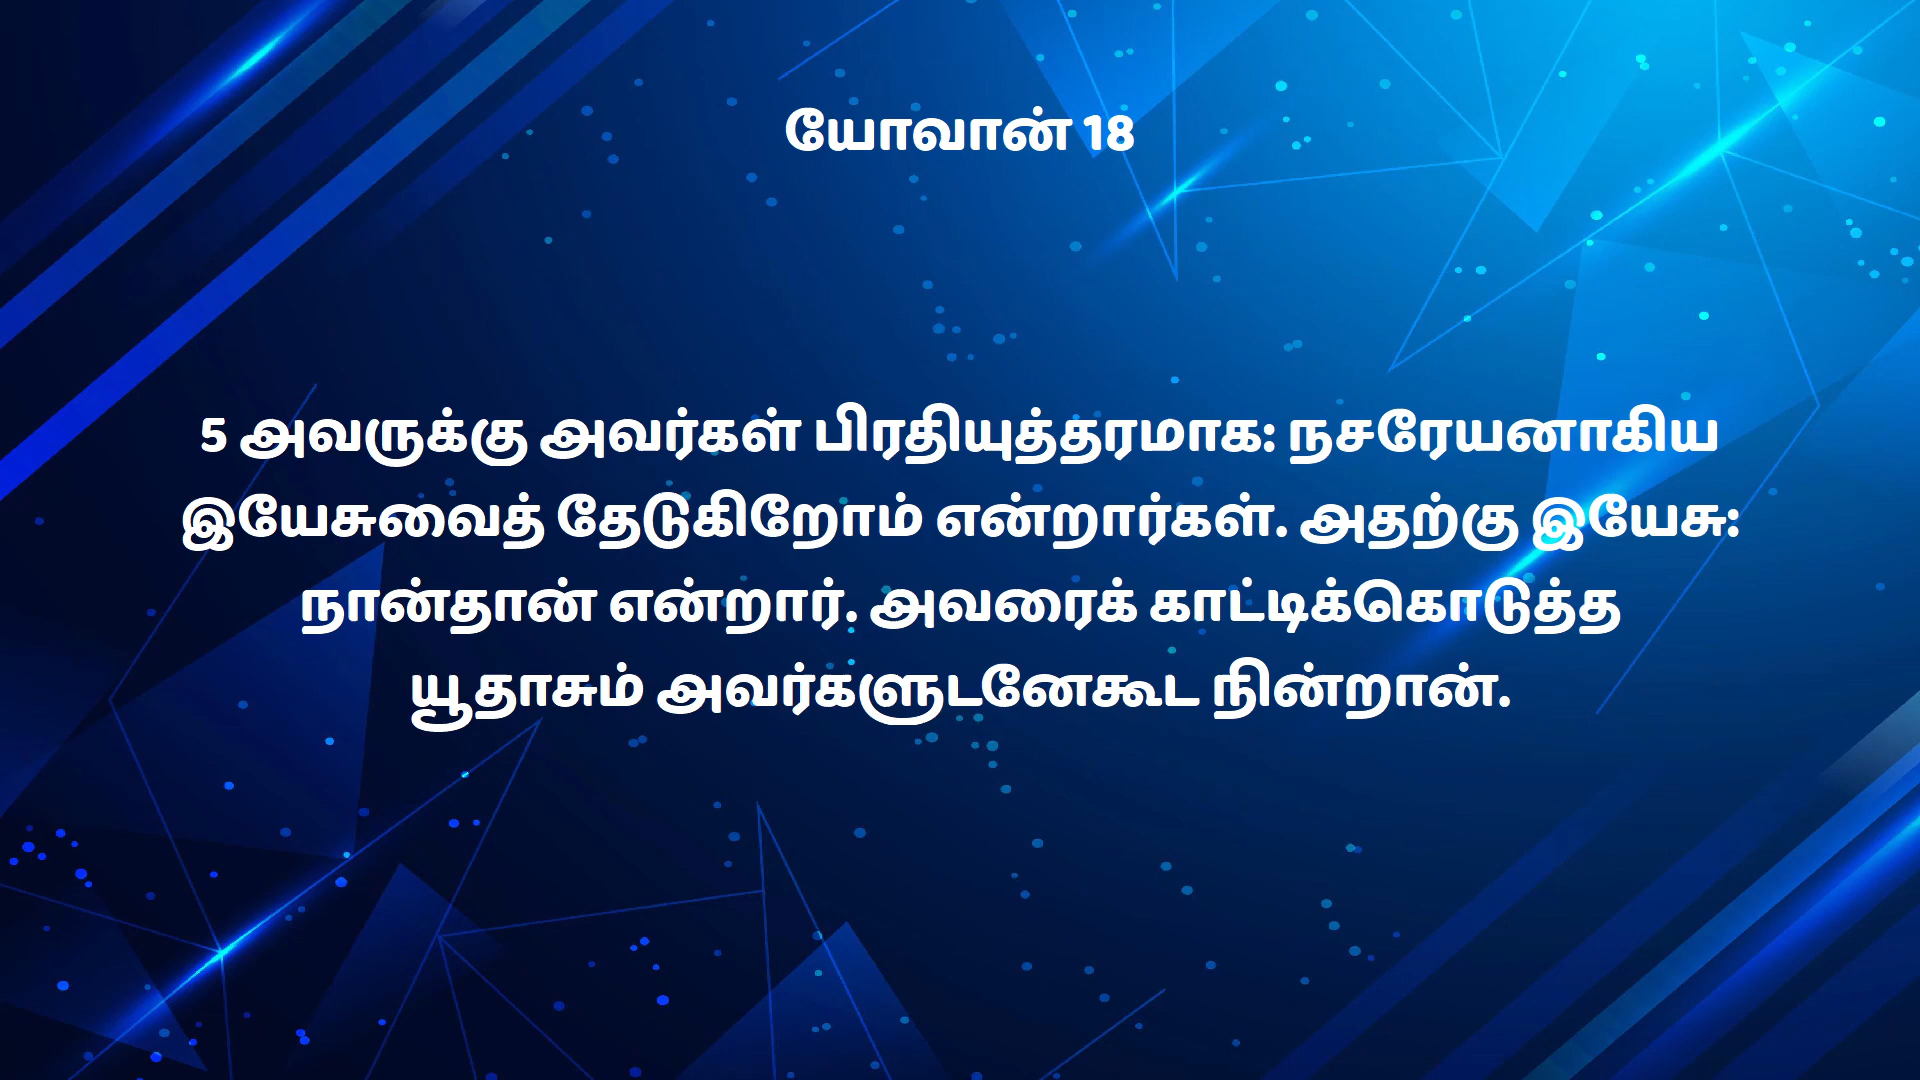 யோவான் 18
5 அவருக்கு அவர்கள் பிரதியுத்தரமாக: நசரேயனாகிய
இயேசுவைத் தேடுகிறோம் என்றார்கள். அதற்கு இயேசு:
நான்தான் என்றார். அவரைக் காட்டிக்கொடுத்த
யூதாசும் அவர்களுடனேகூட நின்றான்.